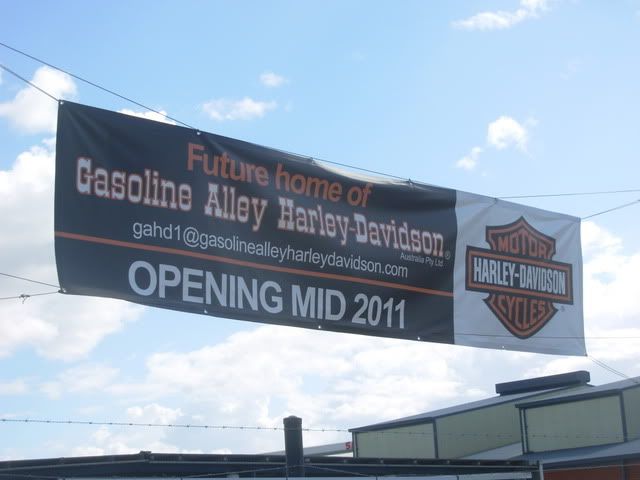 Future home of
Gasoline Alley Harley-Davidson®
Australia Pty Ltd
gahd1@gasolinealleyharleydavidson.com
OPENING MID 2011
MOTOR
HARLEY-DAVIDSON
CYCLES
®